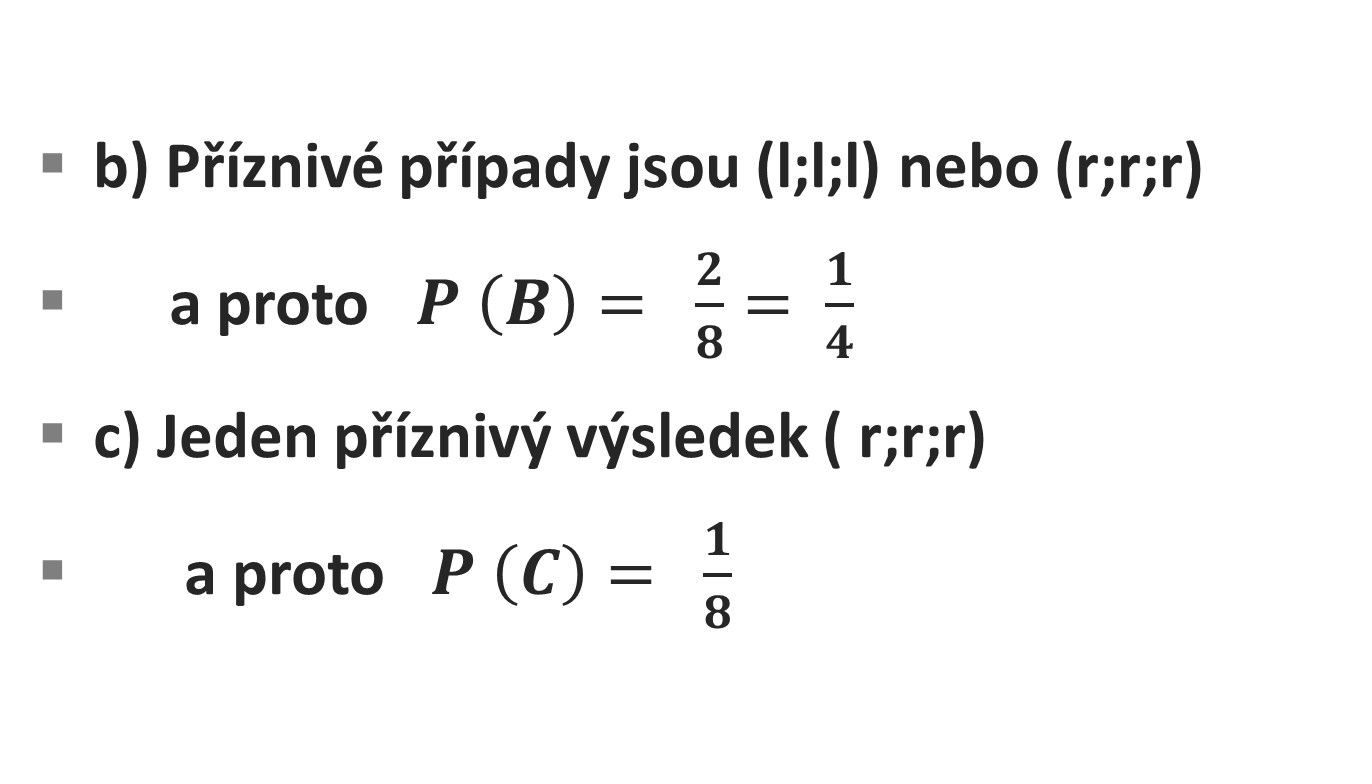 ▪ b) Příznivé případy jsou (l;l;l) nebo (r;r;r)
▪ a proto P (B) = 2/8 = 1/4
▪ c) Jeden příznivý výsledek ( r;r;r)
▪ a proto P (C) = 1/8